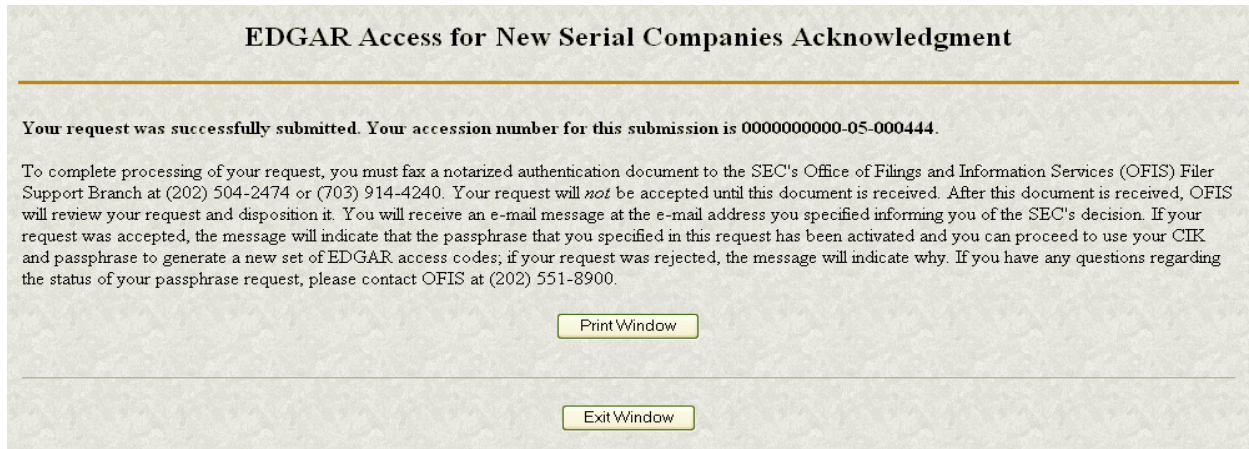 EDGAR Access for New Serial Companies Acknowledgment
Your request was successfully submitted. Your accession number for this submission is 0000000000-05-000444.
To complete processing of your request, you must fax a notarized authentication document to the SEC's Office of Filings and Information Services (OFIS) Filer
Support Branch at (202) 504-2474 or (703) 914-4240. Your request will not be accepted until this document is received. After this document is received, OFIS
will review your request and disposition it. You will receive an e-mail message at the e-mail address you specified informing you of the SEC's decision. If your
request was accepted, the message will indicate that the passphrase that you specified in this request has been activated and you can proceed to use your CIK
and passphrase to generate a new set of EDGAR access codes; if your request was rejected, the message will indicate why. If you have any questions regarding
the status of your passphrase request, please contact OFIS at (202) 551-8900.
Print Window
Exit Window